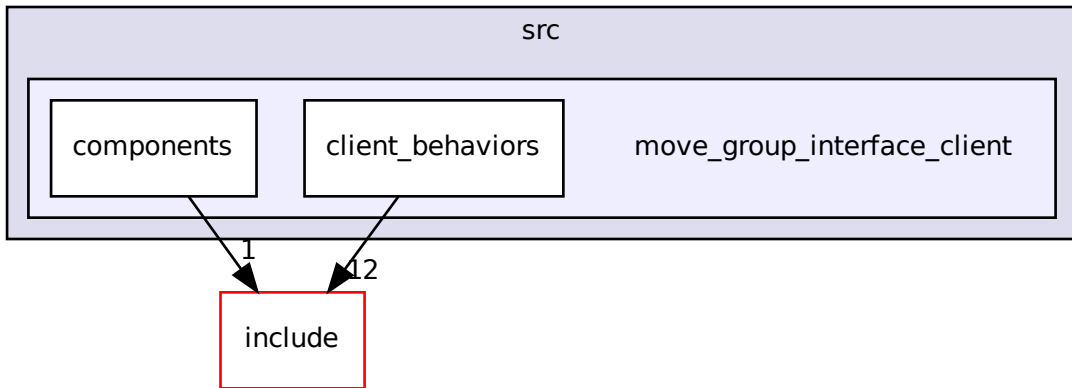 src
components
client_behaviors
move_group_interface_client
1
12
include